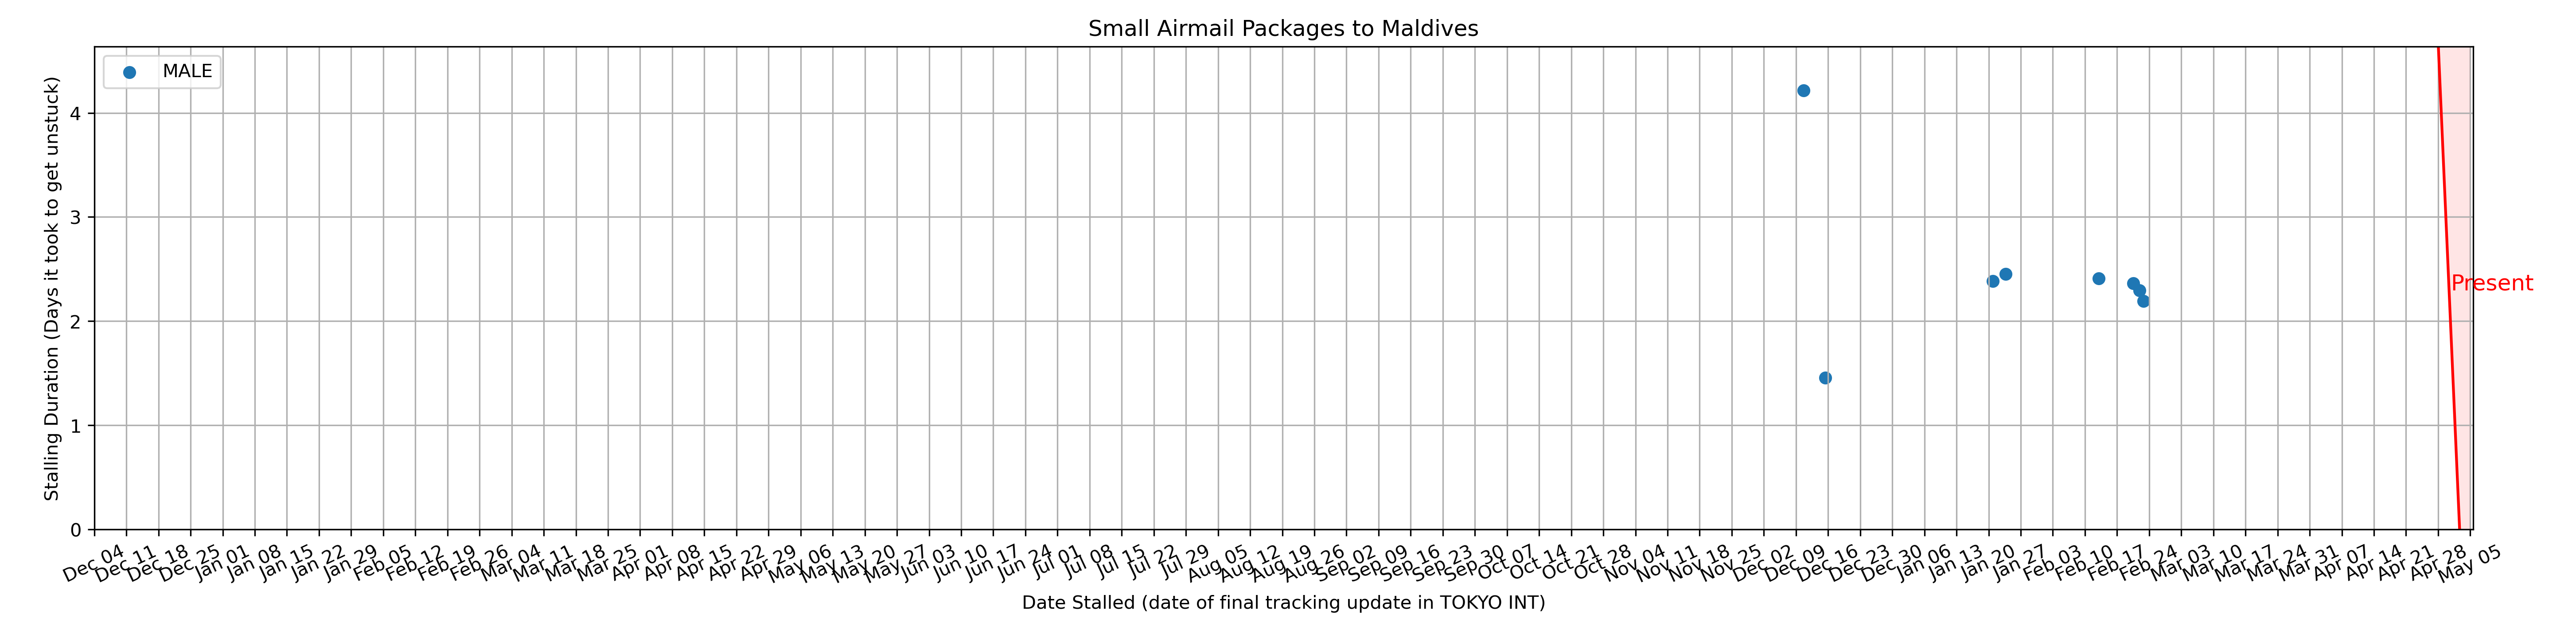 Small Airmail Packages to Maldives
MALE
Stalling Duration (Days it took to get unstuck)
4
3
2
1
0
Present
Dec 04 Dec 11 Dec 18 Dec 25 Jan 01 Jan 08 Jan 15 Jan 22 Jan 29 Feb 05 Feb 12 Feb 19 Feb 26 Mar 04 Mar 11 Mar 18 Mar 25 Apr 01 Apr 08 Apr 15 Apr 22 Apr 29 May 06 May 13 May 20 May 27 Jun 03 Jun 10 Jun 17 Jun 24 Jul 01 Jul 08 Jul 15 Jul 22 Jul 29 Aug 05 Aug 12 Aug 19 Aug 26 Sep 02 Sep 09 Sep 16 Sep 23 Sep 30 Oct 07 Oct 14 Oct 21 Oct 28 Nov 04 Nov 11 Nov 18 Nov 25 Dec 02 Dec 09 Dec 16 Dec 23 Dec 30 Jan 06 Jan 13 Jan 20 Jan 27 Feb 03 Feb 10 Feb 17 Feb 24 Mar 03 Mar 10 Mar 17 Mar 24 Mar 31 Apr 07 Apr 14 Apr 21 Apr 28 May 05
Date Stalled (date of final tracking update in TOKYO INT)